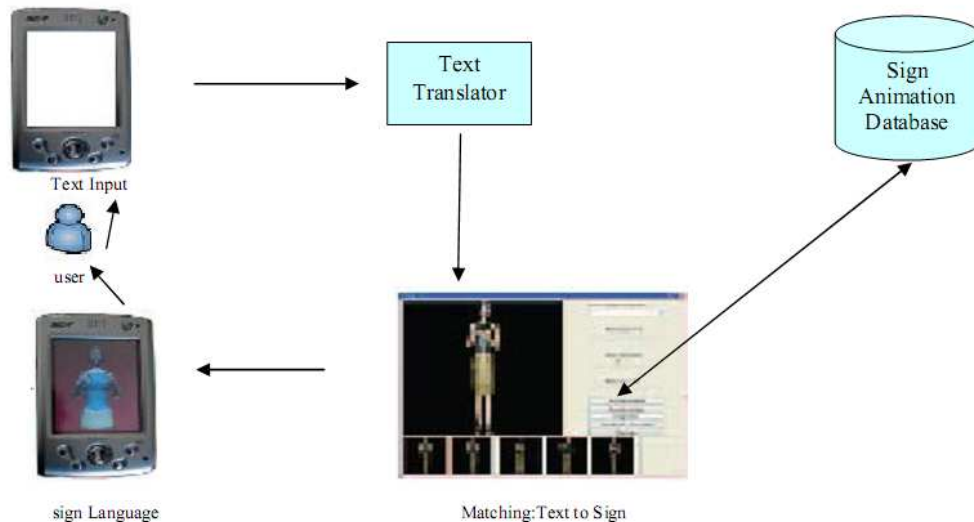 Text
Translator
Sign
Animation
Database
Text Input
user
sign Language
Matching:Text to Sign